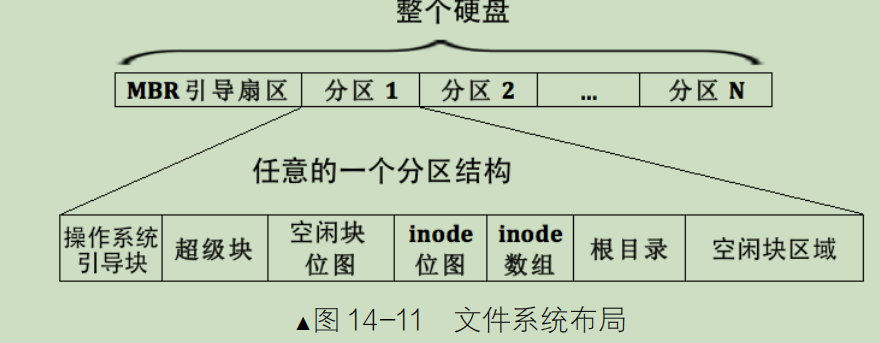 整个硬盘
MBR 引导扇区 分区 1 分区 2 ... 分区 N
任意的一个分区结构
操作系统
引导块
超级块
空闲块
位图
inode
位图
inode
数组
根目录
空闲块区域
▲图 14-11 文件系统布局